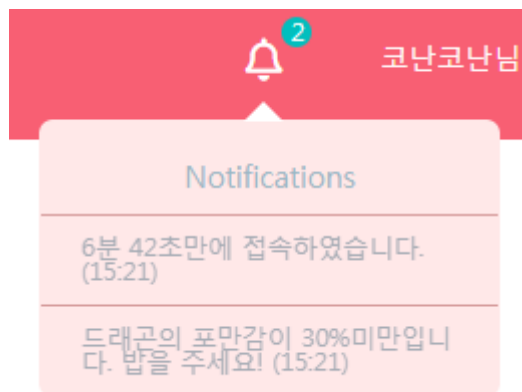 2
코난코난님
Notifications
6분 42초만에 접속하였습니다.
(15:21)
드래곤의 포만감이 30%미만입니
다. 밥을 주세요! (15:21)